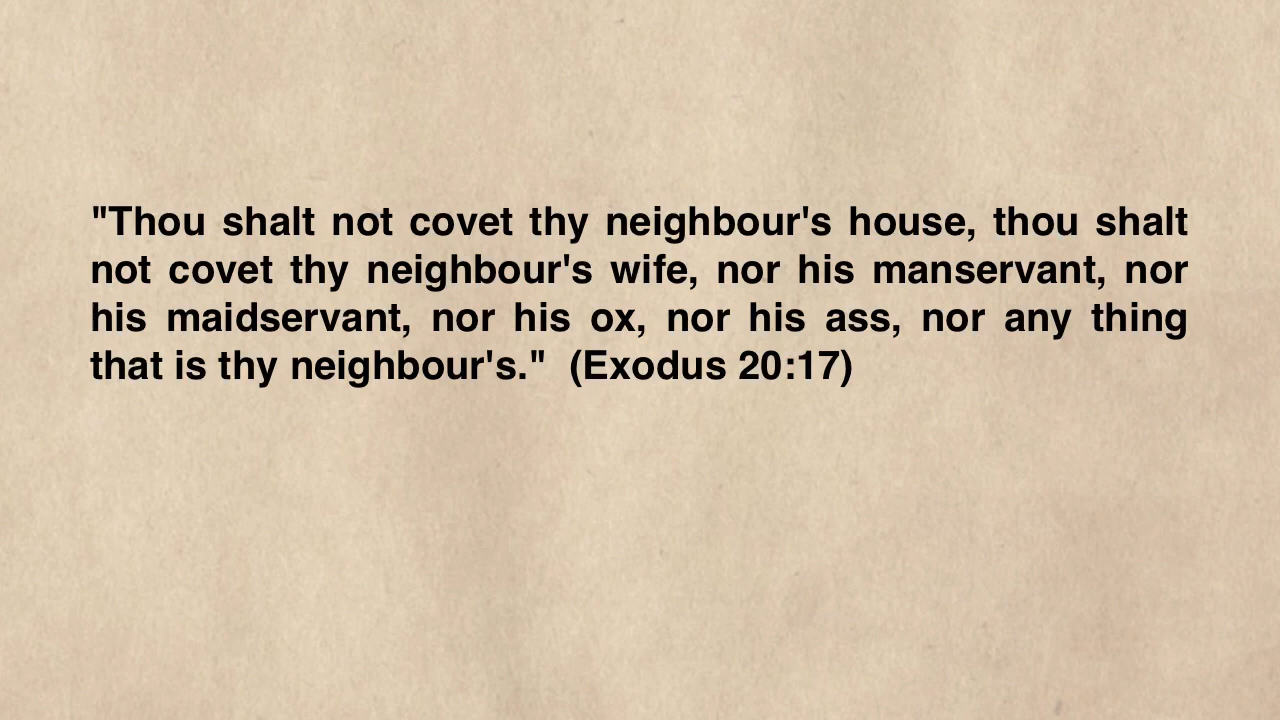 "Thou shalt not covet thy neighbour's house, thou shalt
not covet thy neighbour's wife, nor his manservant, nor
his maidservant, nor his ox, nor his ass, nor any thing
that is thy neighbour's."  (Exodus 20:17)